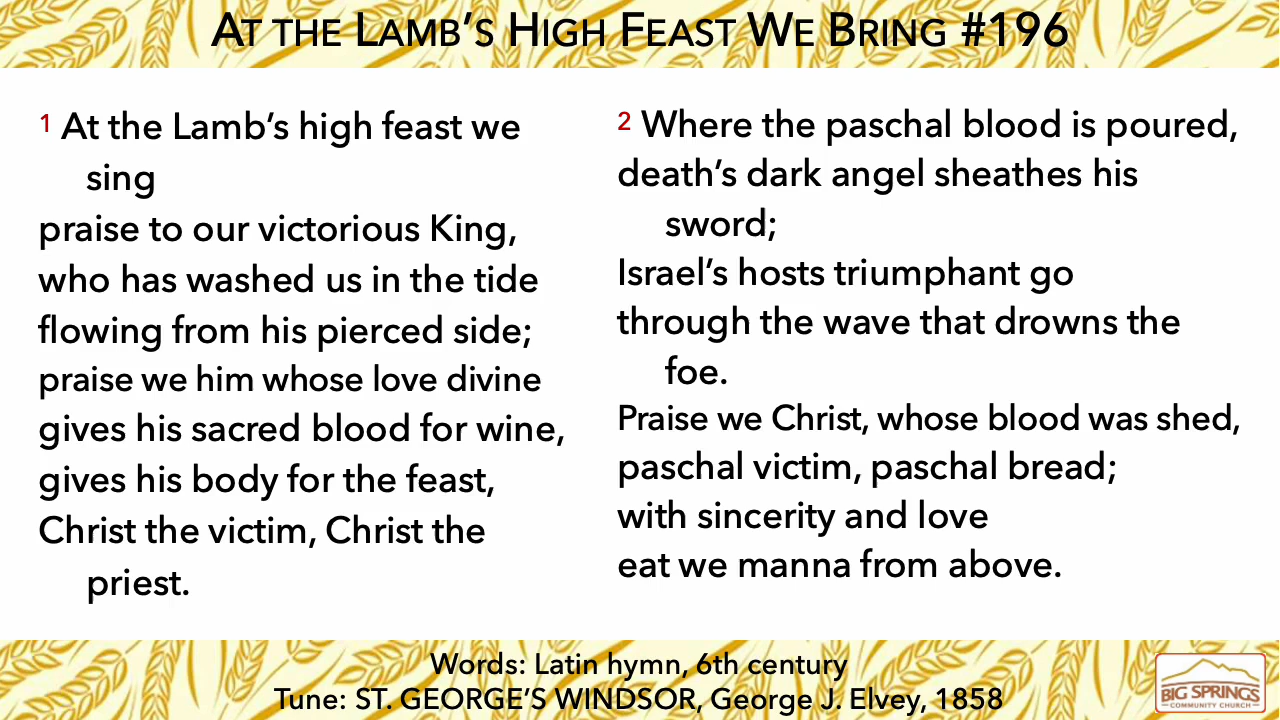 AT THE LAMB'S HIGH FEAST WE BRING #196
1 At the Lamb's high feast we
sing
praise to our victorious King,
who has washed us in the tide
flowing from his pierced side;
praise we him whose love divine
gives his sacred blood for wine,
gives his body for the feast,
Christ the victim, Christ the
priest.
2 Where the paschal blood is poured,
death's dark angel sheathes his
sword;
Israel's hosts triumphant go
through the wave that drowns the
foe.
Praise we Christ, whose blood was shed,
paschal victim, paschal bread;
with sincerity and love
eat we manna from above.
Words: Latin hymn, 6th century
Tune: ST. GEORGE'S WINDSOR, George J. Elvey, 1858
BIG SPRINGS
COMMUNITY CHURCH